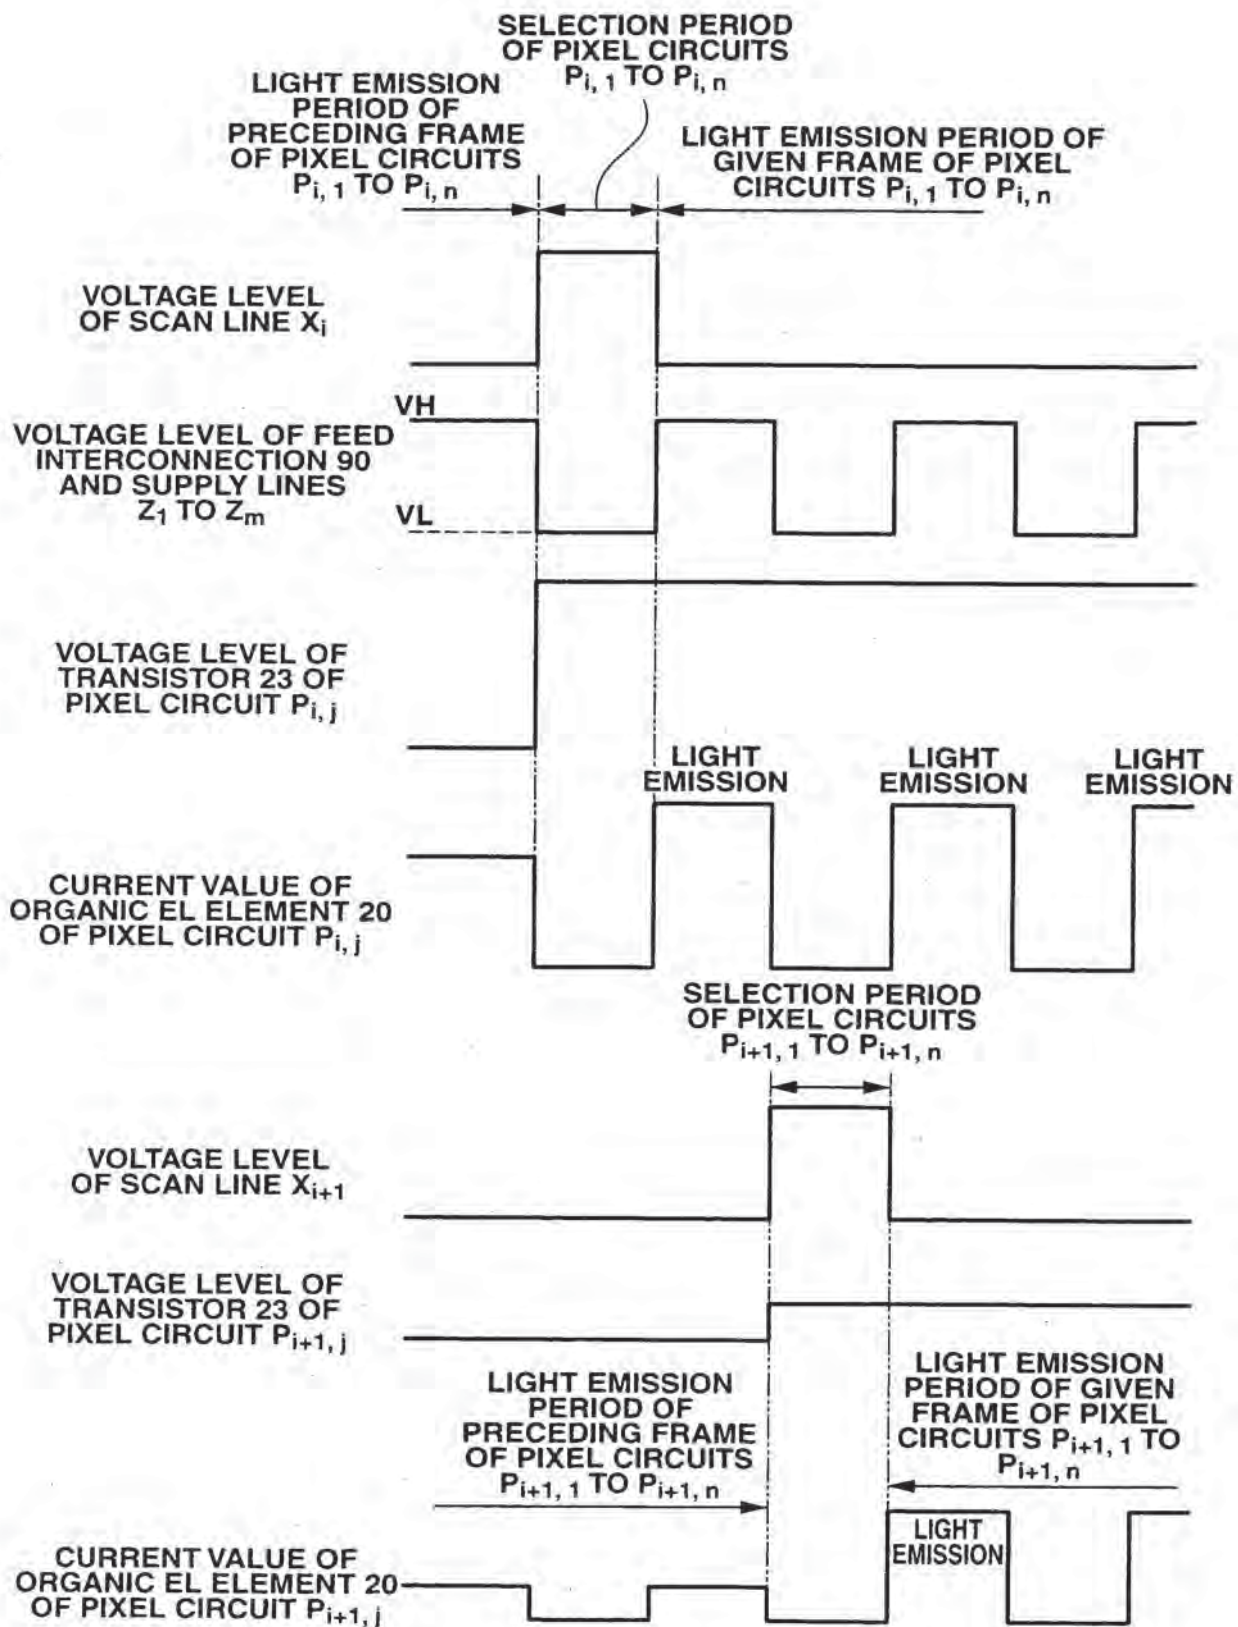 SELECTION PERIOD
OF PIXEL CIRCUITS
Pi, 1 TO Pi, n
LIGHT EMISSION
PERIOD OF
PRECEDING FRAME
OF PIXEL CIRCUITS
Pi, 1 TO Pi, n
LIGHT EMISSION PERIOD OF
GIVEN FRAME OF PIXEL
CIRCUITS Pi, 1 TO Pi, n
VOLTAGE LEVEL
OF SCAN LINE Xi
VH
VOLTAGE LEVEL OF FEED
INTERCONNECTION 90
AND SUPPLY LINES
Z1 TO Zm
VL
VOLTAGE LEVEL OF
TRANSISTOR 23 OF
PIXEL CIRCUIT Pi, j
LIGHT
EMISSION
LIGHT
EMISSION
LIGHT
EMISSION
CURRENT VALUE OF
ORGANIC EL ELEMENT 20
OF PIXEL CIRCUIT Pi, j
SELECTION PERIOD
OF PIXEL CIRCUITS
Pi+1, 1 TO Pi+1, n
VOLTAGE LEVEL
OF SCAN LINE Xi+1
VOLTAGE LEVEL OF
TRANSISTOR 23 OF
PIXEL CIRCUIT Pi+1, j
LIGHT EMISSION
PERIOD OF
PRECEDING FRAME
OF PIXEL CIRCUITS
Pi+1, 1 TO Pi+1, n
LIGHT EMISSION
PERIOD OF GIVEN
FRAME OF PIXEL
CIRCUITS Pi+1, 1 TO
Pi+1, n
LIGHT
EMISSION
CURRENT VALUE OF
ORGANIC EL ELEMENT 20
OF PIXEL CIRCUIT Pi+1, j